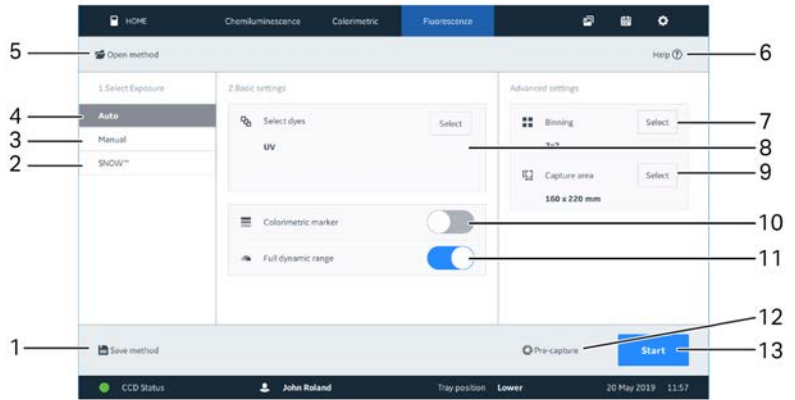 HOME Chemiluminescence Colorimetric Fluorescence
5 Open method Help ? 6
1.Select Exposure 2.Basic settings Advanced settings
4 Auto Select dyes Select Binning Select 7
UV 2x2 8
3 Manual
2 SNOW™ Capture area Select 9
160 x 220 mm
Colorimetric marker 10
Full dynamic range 11
12
1 Save method Pre-capture Start 13
CCD Status John Roland Tray position Lower 20 May 2019 11:57